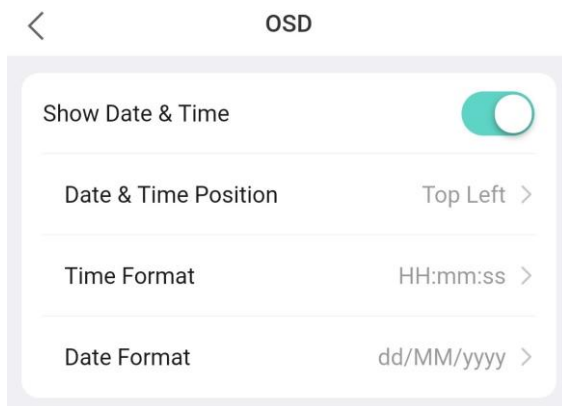 OSD
Show Date & Time
Date & Time Position Top Left
Time Format HH:mm:ss
Date Format dd/MM/yyyy